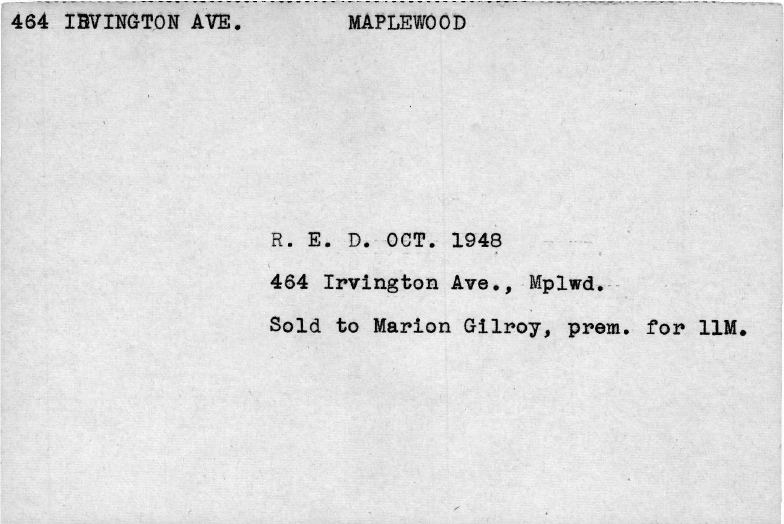 464 IRVINGTON AVE. MAPLEWOOD
R. E. D. OCT. 1948
464 Irvington Ave., Mplwd.
Sold to Marion Gilroy, prem. for 11M.